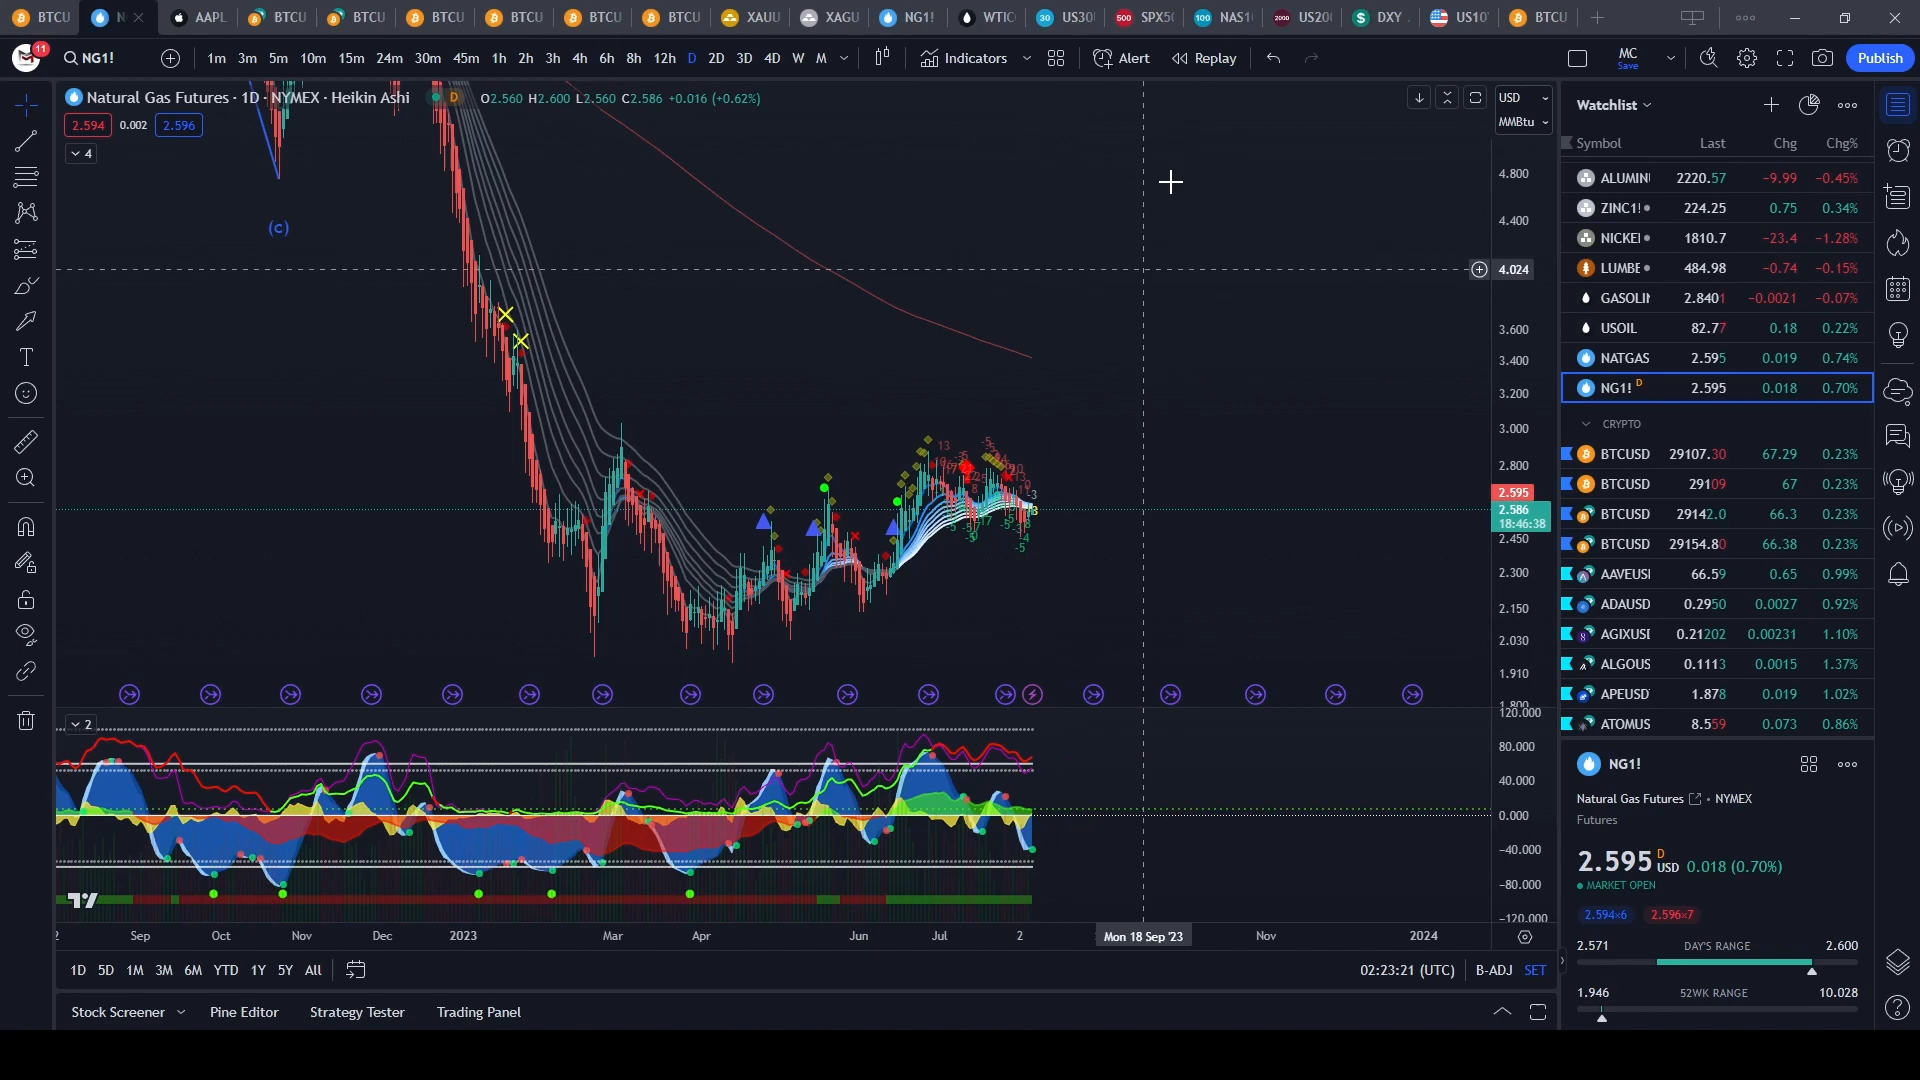 BTCU N AAPL BTCU BTCU BTCU BTCU BTCU BTCU XAUU XAGU NG1! WTIC 30 US30 500 SPX5 100 NAS1 2000 US20 DXY US10 BTCU
11 NG1! 1m 3m 5m 10m 15m 24m 30m 45m 1h 2h 3h 4h 6h 8h 12h D 2D 3D 4D W M Indicators Alert Replay MC Save Publish
Natural Gas Futures · 1D · NYMEX · Heikin Ashi D O2.560 H2.600 L2.560 C2.586 +0.016 (+0.62%)
2.594 0.002 2.596
4
(c)
USD
MMBtu
4.800
4.400
4.024
3.600
3.400
3.200
3.000
2.800
2.595
2.586
18:46:38
2.450
2.300
2.150
2.030
1.910
1.800
2
120.000
80.000
40.000
0.000
−40.000
−80.000
−120.000
2 Sep Oct Nov Dec 2023 Mar Apr Jun Jul 2 Mon 18 Sep '23 Nov 2024
1D 5D 1M 3M 6M YTD 1Y 5Y All 02:23:21 (UTC) B-ADJ SET
Stock Screener Pine Editor Strategy Tester Trading Panel
Watchlist
Symbol Last Chg Chg%
ALUMIN 2220.57 −9.99 −0.45%
ZINC1! 224.25 0.75 0.34%
NICKEI 1810.7 −23.4 −1.28%
LUMBE 484.98 −0.74 −0.15%
GASOLIN 2.8401 −0.0021 −0.07%
USOIL 82.77 0.18 0.22%
NATGAS 2.595 0.019 0.74%
NG1! D 2.595 0.018 0.70%
CRYPTO
BTCUSD 29107.30 67.29 0.23%
BTCUSD 29109 67 0.23%
BTCUSD 29142.0 66.3 0.23%
BTCUSD 29154.80 66.38 0.23%
AAVEUSI 66.59 0.65 0.99%
ADAUSD 0.2950 0.0027 0.92%
AGIXUSI 0.21202 0.00231 1.10%
ALGOUS 0.1113 0.0015 1.37%
APEUSD 1.878 0.019 1.02%
ATOMUS 8.559 0.073 0.86%
NG1!
Natural Gas Futures • NYMEX
Futures
2.595 D USD 0.018 (0.70%)
MARKET OPEN
2.594×6 2.596×7
2.571 DAY'S RANGE 2.600
1.946 52WK RANGE 10.028